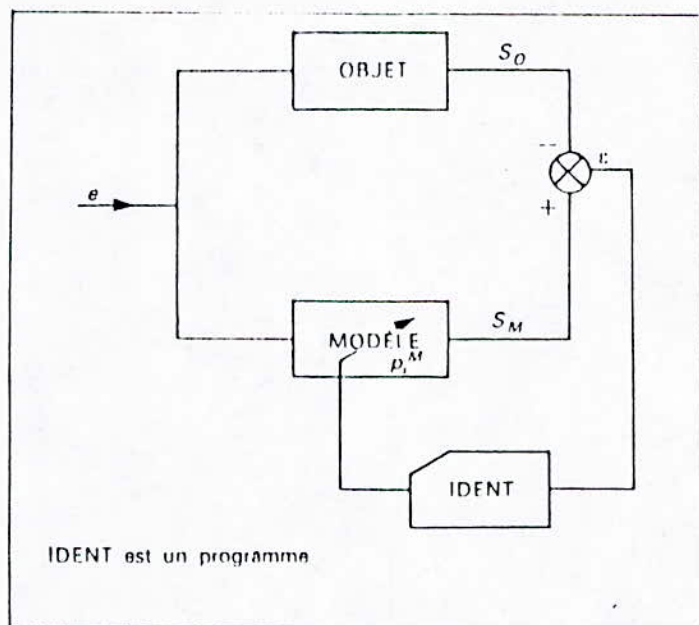 OBJET
S_O
−
ε
e
+
MODÈLE
p_i^M
S_M
IDENT
IDENT est un programme